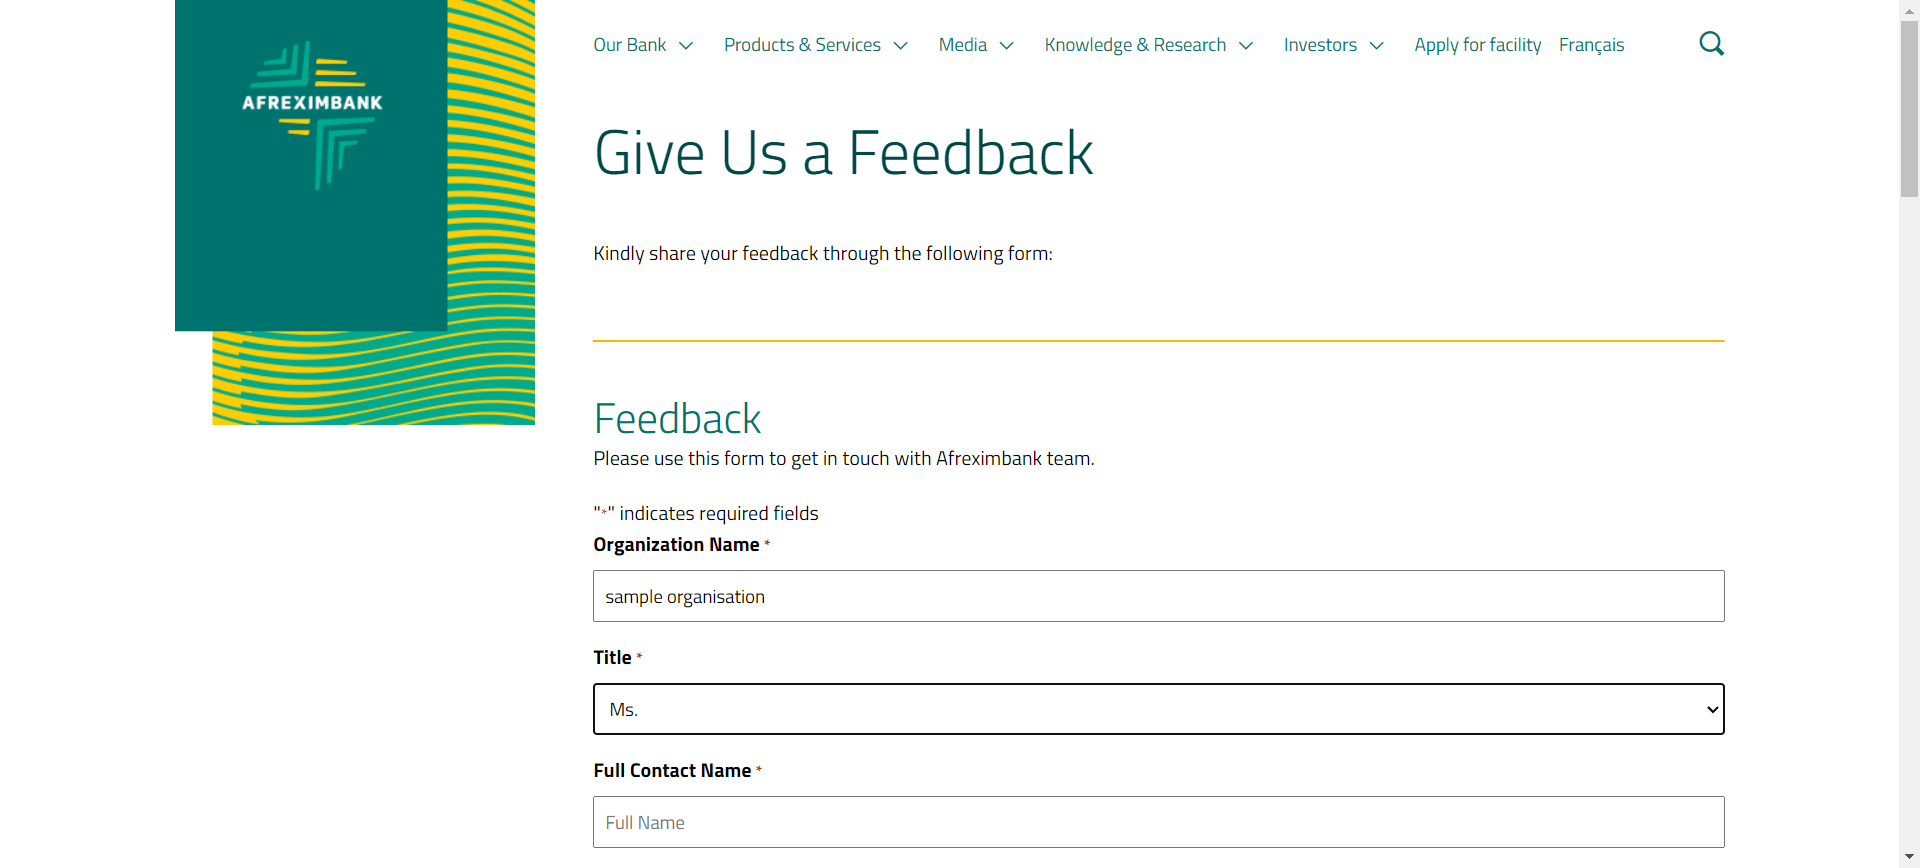 AFREXIMBANK
Our Bank Products & Services Media Knowledge & Research Investors Apply for facility Français
Give Us a Feedback
Kindly share your feedback through the following form:
Feedback
Please use this form to get in touch with Afreximbank team.
"*" indicates required fields
Organization Name *
sample organisation
Title *
Ms.
Full Contact Name *
Full Name